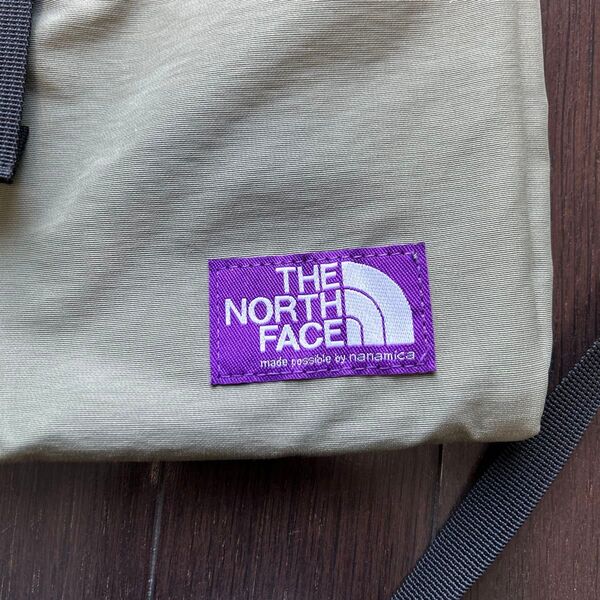 THE
NORTH
FACE
made possible by nanamica